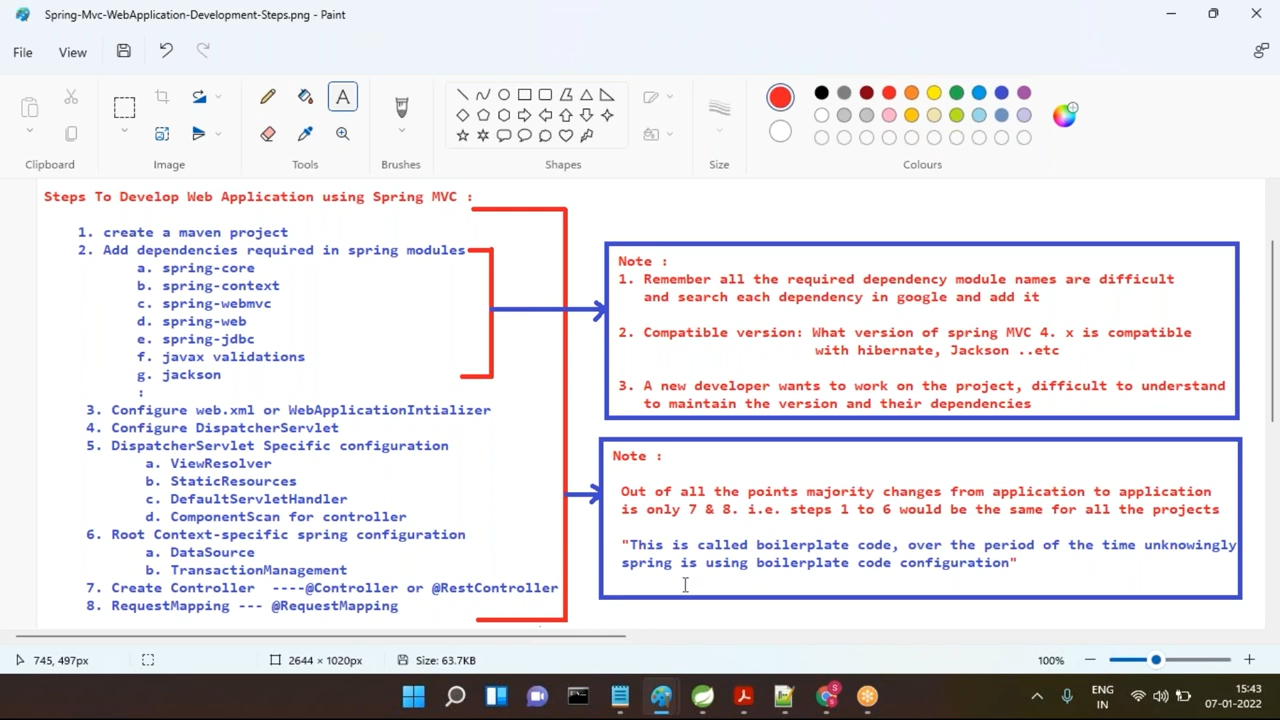 Spring-Mvc-WebApplication-Development-Steps.png - Paint
File View
Clipboard Image Tools Brushes Shapes Size Colours
Steps To Develop Web Application using Spring MVC :
1. create a maven project
2. Add dependencies required in spring modules
a. spring-core
b. spring-context
c. spring-webmvc
d. spring-web
e. spring-jdbc
f. javax validations
g. jackson
:
3. Configure web.xml or WebApplicationIntializer
4. Configure DispatcherServlet
5. DispatcherServlet Specific configuration
a. ViewResolver
b. StaticResources
c. DefaultServletHandler
d. ComponentScan for controller
6. Root Context-specific spring configuration
a. DataSource
b. TransactionManagement
7. Create Controller ----@Controller or @RestController
8. RequestMapping --- @RequestMapping
Note :
1. Remember all the required dependency module names are difficult
and search each dependency in google and add it
2. Compatible version: What version of spring MVC 4. x is compatible
with hibernate, Jackson ..etc
3. A new developer wants to work on the project, difficult to understand
to maintain the version and their dependencies
Note :
Out of all the points majority changes from application to application
is only 7 & 8. i.e. steps 1 to 6 would be the same for all the projects
"This is called boilerplate code, over the period of the time unknowingly
spring is using boilerplate code configuration"
745, 497px 2644 × 1020px Size: 63.7KB 100%
ENG
IN
15:43
07-01-2022